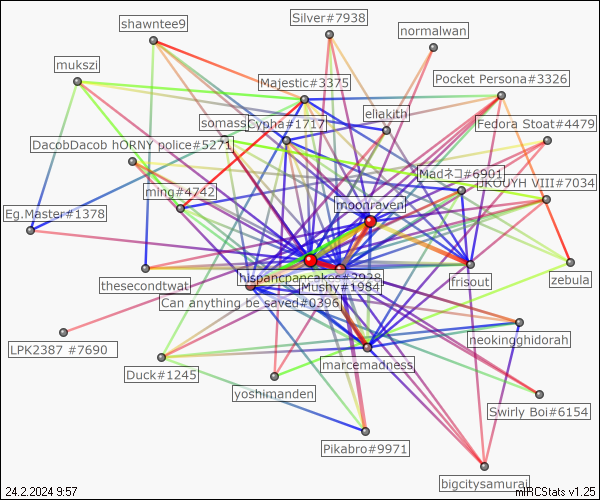 Silver#7938
shawntee9
normalwan
mukszi
Majestic#3375
Pocket Persona#3326
eliakith
somass
Cypha#1717
Fedora Stoat#4479
DacobDacob hORNY police#5271
Madネコ#6901
ming#4742
JKOUYH VIII#7034
moonraven
Eg.Master#1378
hispancpancakes#3928
frisout
zebula
thesecondtwat
Mushy#1984
Can anything be saved#0396
neokingghidorah
LPK2387 #7690
marcemadness
Duck#1245
yoshimanden
Swirly Boi#6154
Pikabro#9971
bigcitysamurai
24.2.2024 9:57
mIRCStats v1.25